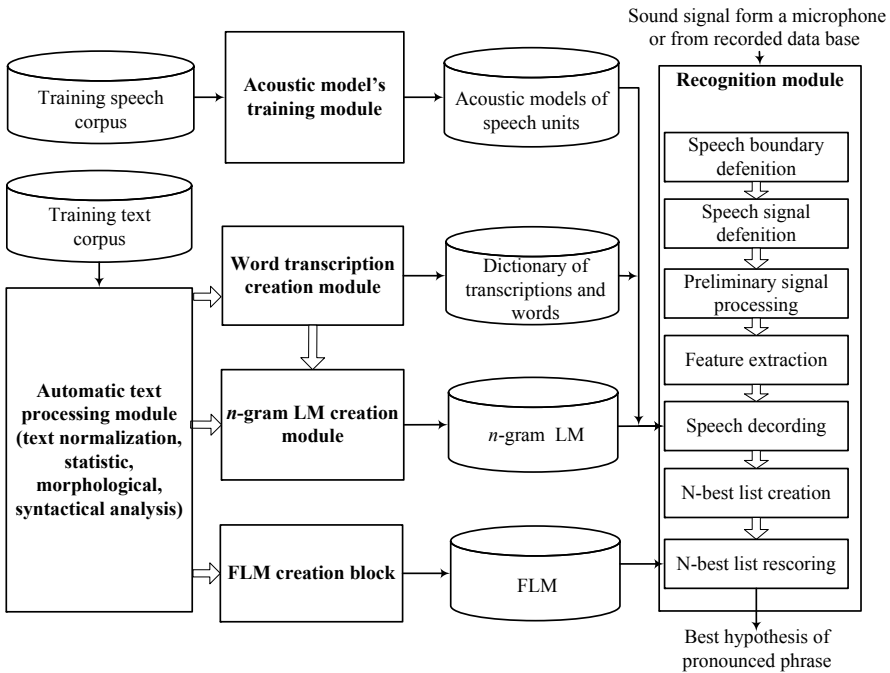 Sound signal form a microphone
or from recorded data base
Training speech
corpus
Acoustic model's
training module
Acoustic models of
speech units
Training text
corpus
Word transcription
creation module
Dictionary of
transcriptions and
words
Automatic text
processing module
(text normalization,
statistic,
morphological,
syntactical analysis)
n-gram LM creation
module
n-gram LM
FLM creation block
FLM
Recognition module
Speech boundary
defenition
Speech signal
defenition
Preliminary signal
processing
Feature extraction
Speech decording
N-best list creation
N-best list rescoring
Best hypothesis of
pronounced phrase